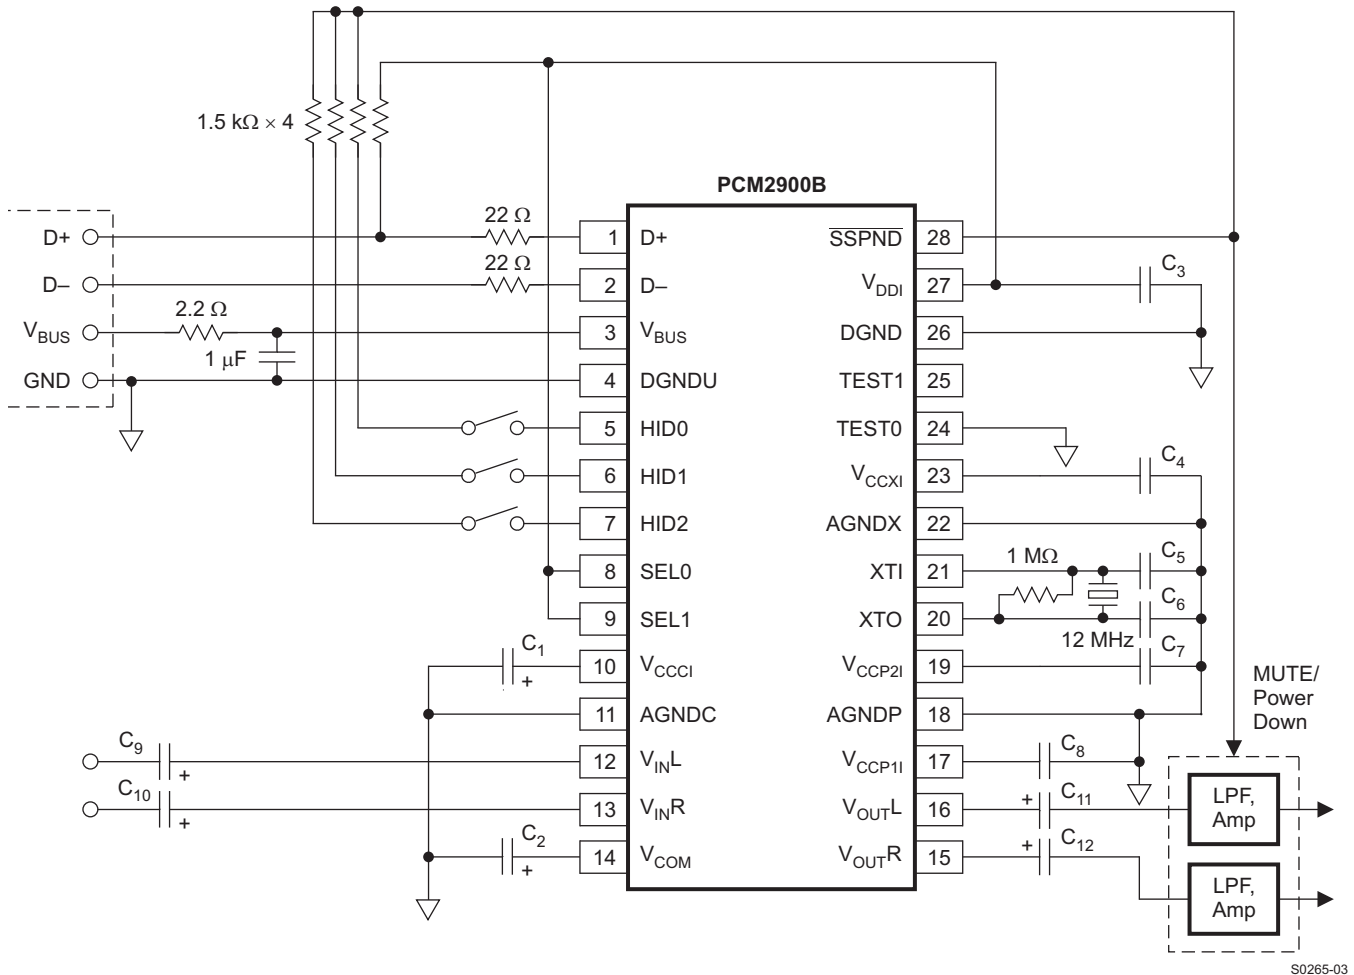 1.5 kΩ × 4
PCM2900B
D+
22 Ω
1
D+
SSPND
28
D–
22 Ω
2
D–
VDDI
27
C3
VBUS
2.2 Ω
1 μF
3
VBUS
DGND
26
GND
4
DGNDU
TEST1
25
5
HID0
TEST0
24
6
HID1
VCCXI
23
C4
7
HID2
AGNDX
22
8
SEL0
XTI
21
1 MΩ
C5
9
SEL1
XTO
20
12 MHz
C6
C1
10
VCCCI
VCCP2I
19
C7
11
AGNDC
AGNDP
18
MUTE/
Power
Down
C9
12
VINL
VCCP1I
17
C8
C10
13
VINR
VOUTL
16
C11
LPF,
Amp
C2
14
VCOM
VOUTR
15
C12
LPF,
Amp
+
+
+
+
+
+
S0265-03